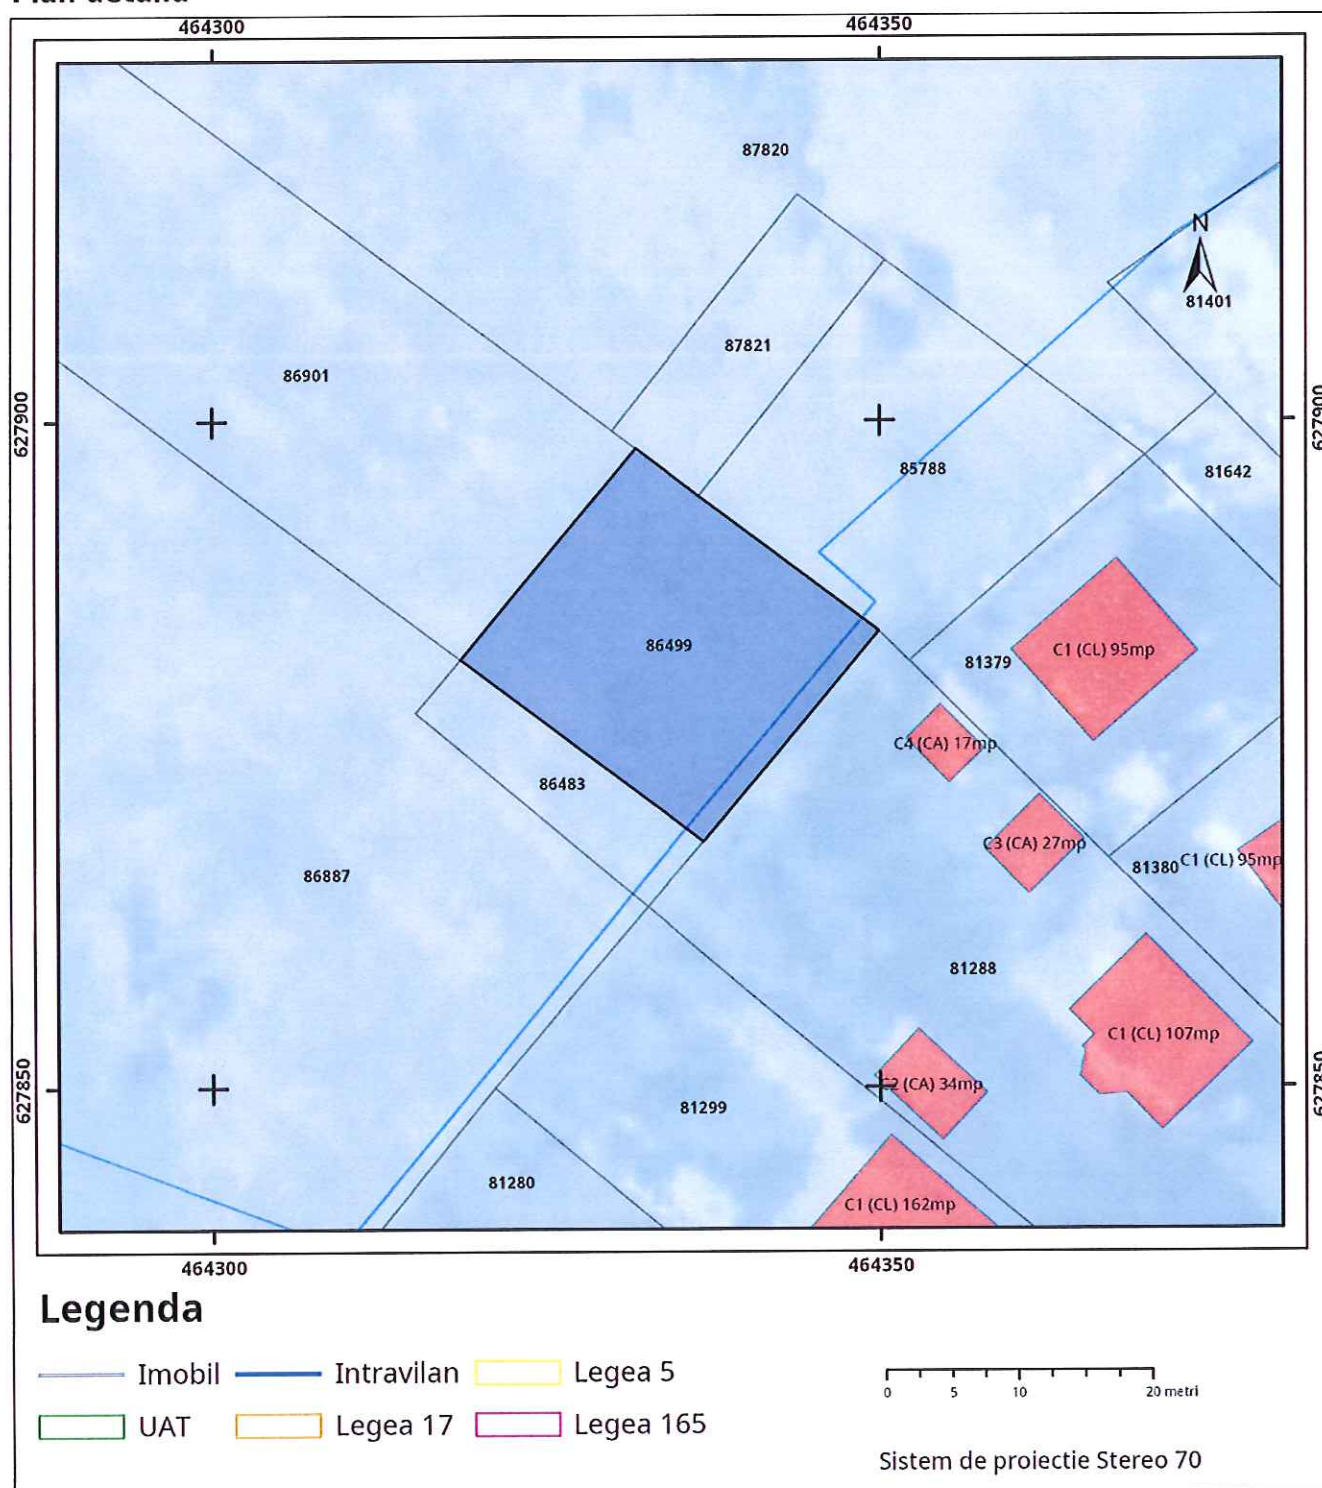 464300
464350
87820
N
81401
87821
86901
627900
627900
85788
81642
86499
81379
C1 (CL) 95mp
C4 (CA) 17mp
86483
C3 (CA) 27mp
81380
C1 (CL) 95mp
86887
81288
C1 (CL) 107mp
627850
627850
(CA) 34mp
81299
81280
C1 (CL) 162mp
464300
464350
Legenda
Imobil
Intravilan
Legea 5
UAT
Legea 17
Legea 165
0 5 10 20 metri
Sistem de proiectie Stereo 70